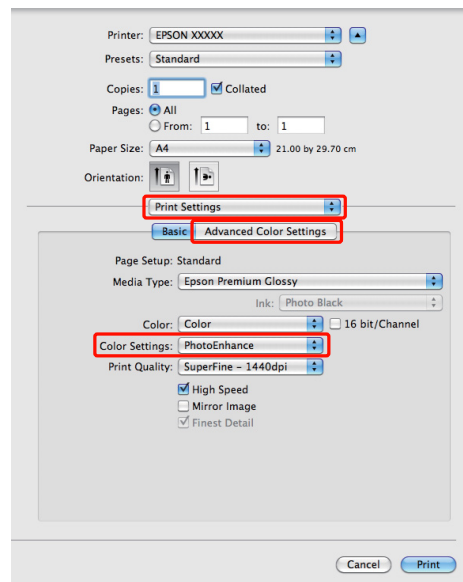 Printer: EPSON XXXXX
Presets: Standard
Copies: 1 Collated
Pages: All
From: 1 to: 1
Paper Size: A4 21.00 by 29.70 cm
Orientation:
Print Settings
Basic Advanced Color Settings
Page Setup: Standard
Media Type: Epson Premium Glossy
Ink: Photo Black
Color: Color 16 bit/Channel
Color Settings: PhotoEnhance
Print Quality: SuperFine - 1440dpi
High Speed
Mirror Image
Finest Detail
Cancel Print